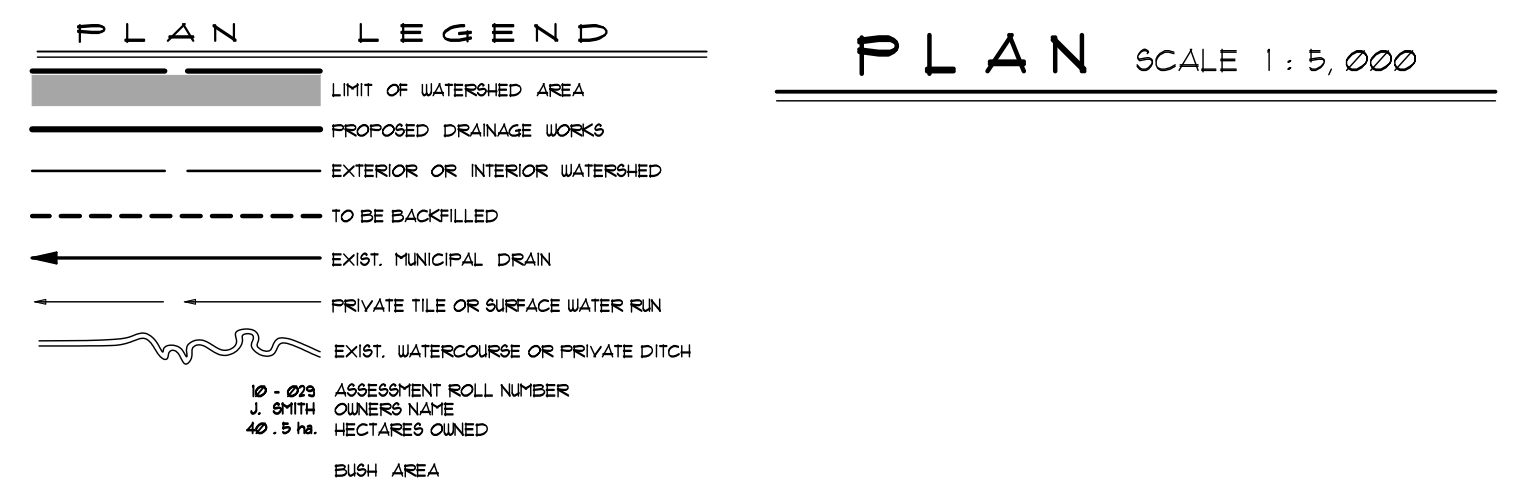 PLAN LEGEND
LIMIT OF WATERSHED AREA
PROPOSED DRAINAGE WORKS
EXTERIOR OR INTERIOR WATERSHED
TO BE BACKFILLED
EXIST. MUNICIPAL DRAIN
PRIVATE TILE OR SURFACE WATER RUN
EXIST. WATERCOURSE OR PRIVATE DITCH
10 - 029 ASSESSMENT ROLL NUMBER
J. SMITH OWNERS NAME
40 . 5 ha. HECTARES OWNED
BUSH AREA
PLAN SCALE 1 : 5, 000